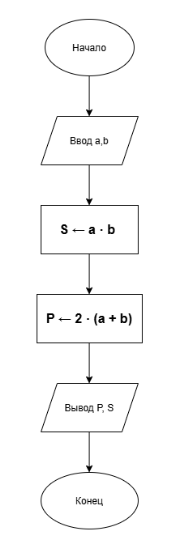 Начало
Ввод a,b
S ← a · b
P ← 2 · (a + b)
Вывод P, S
Конец